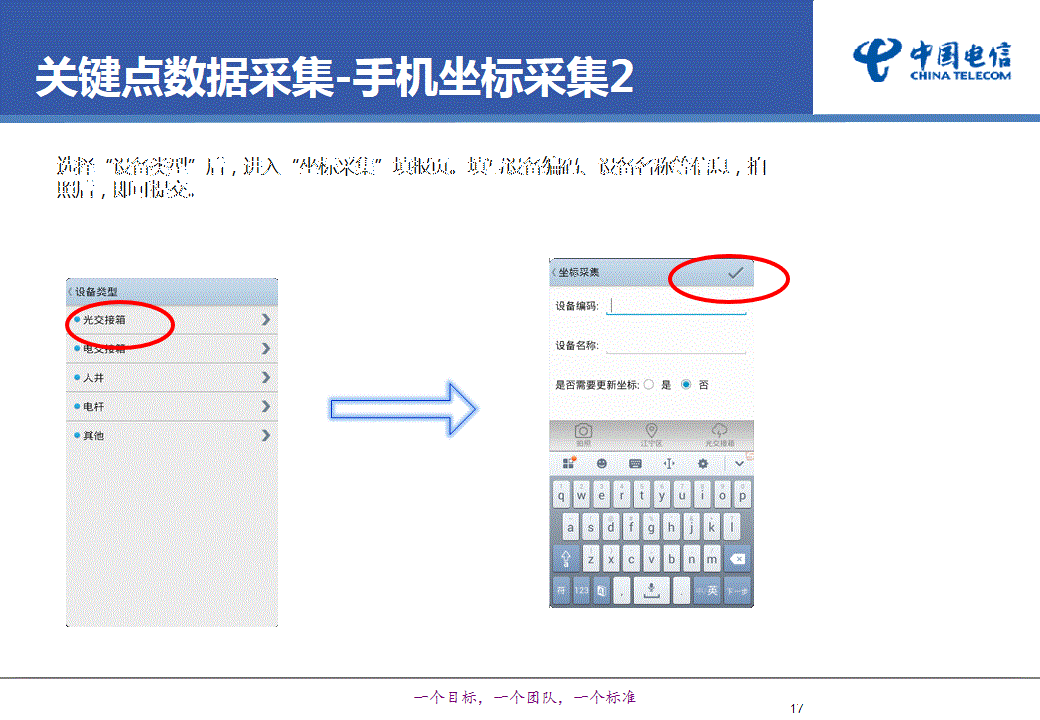 关键点数据采集-手机坐标采集2
中国电信
CHINA TELECOM
选择“设备类型”后，进入“坐标采集”填报页。填写设备编码、设备名称等信息，拍
照后，即可提交。
设备类型
光交接箱
电交接箱
人井
电杆
其他
坐标采集
设备编码:
设备名称:
是否需要更新坐标: 是 否
拍照 江宁区 光交接箱
q w e r t y u i o p
a s d f g h j k l
z x c v b n m
符 123 , . 中/英 下一步
一个目标，一个团队，一个标准
17